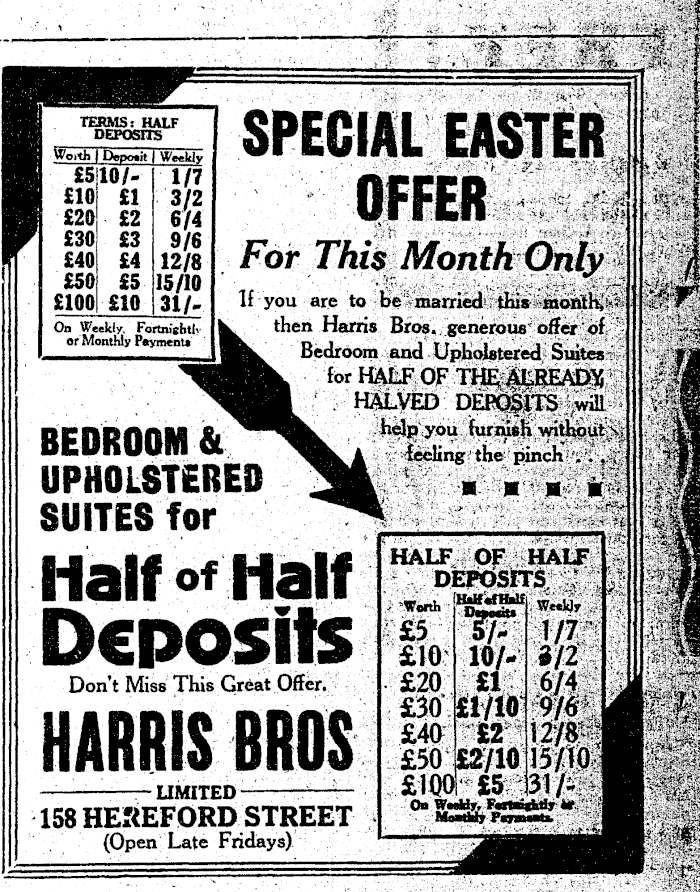 TERMS: HALF
DEPOSITS
Worth | Deposit | Weekly
£5 10/- 1/7
£10 £1 3/2
£20 £2 6/4
£30 £3 9/6
£40 £4 12/8
£50 £5 15/10
£100 £10 31/-
On Weekly, Fortnightly
or Monthly Payments
SPECIAL EASTER
OFFER
For This Month Only
If you are to be married this month,
then Harris Bros. generous offer of
Bedroom and Upholstered Suites
for HALF OF THE ALREADY
HALVED DEPOSITS will
help you furnish without
feeling the pinch . . .
BEDROOM &
UPHOLSTERED
SUITES for
Half of Half
Deposits
Don't Miss This Great Offer.
HARRIS BROS
LIMITED
158 HEREFORD STREET
(Open Late Fridays)
HALF OF HALF
DEPOSITS
Worth Half of Half Deposits Weekly
£5 5/- 1/7
£10 10/- 3/2
£20 £1 6/4
£30 £1/10 9/6
£40 £2 12/8
£50 £2/10 15/10
£100 £5 31/-
On Weekly, Fortnightly or
Monthly Payments.